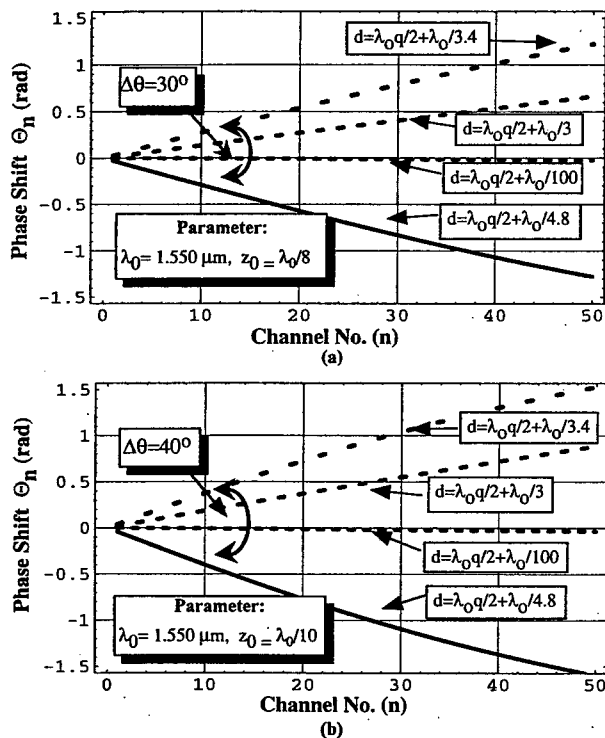 d=λoq/2+λo/3.4
Δθ=30°
d=λoq/2+λo/3
d=λoq/2+λo/100
d=λoq/2+λo/4.8
Parameter:
λ0= 1.550 μm, z0 = λo/8
Phase Shift Θn (rad)
1
0.5
0
-0.5
-1
-1.5
0 10 20 30 40 50
Channel No. (n)
(a)
1.5
1
0.5
0
-0.5
-1
-1.5
Phase Shift Θn (rad)
d=λoq/2+λo/3.4
Δθ=40°
d=λoq/2+λo/3
d=λoq/2+λo/100
d=λoq/2+λo/4.8
Parameter:
λ0= 1.550 μm, z0 = λo/10
0 10 20 30 40 50
Channel No. (n)
(b)